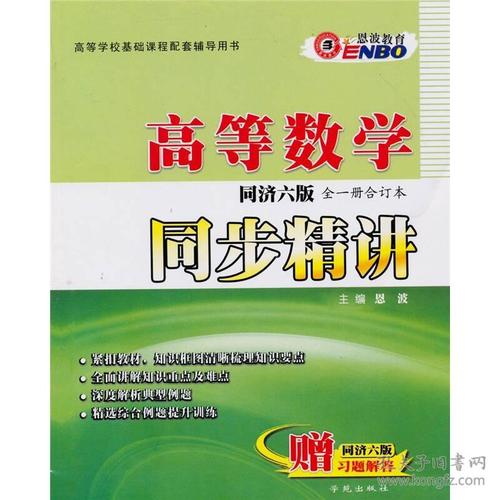 高等学校基础课程配套辅导用书
恩波教育
ENBO
高等数学
同济六版 全一册合订本
同步精讲
主编 恩波
紧扣教材,知识框图清晰梳理知识要点
全面讲解知识重点及难点
深度解析典型例题
精选综合例题提升训练
赠
同济六版
习题解答
学苑出版社
孔夫子旧书网
www.kongfz.com